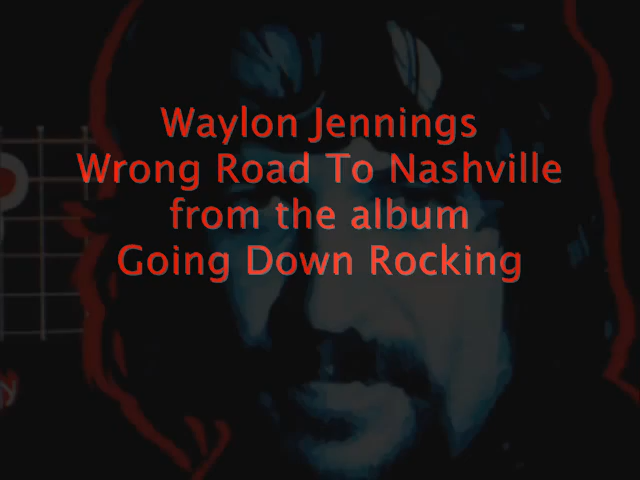 Waylon Jennings
Wrong Road To Nashville
from the album
Going Down Rocking